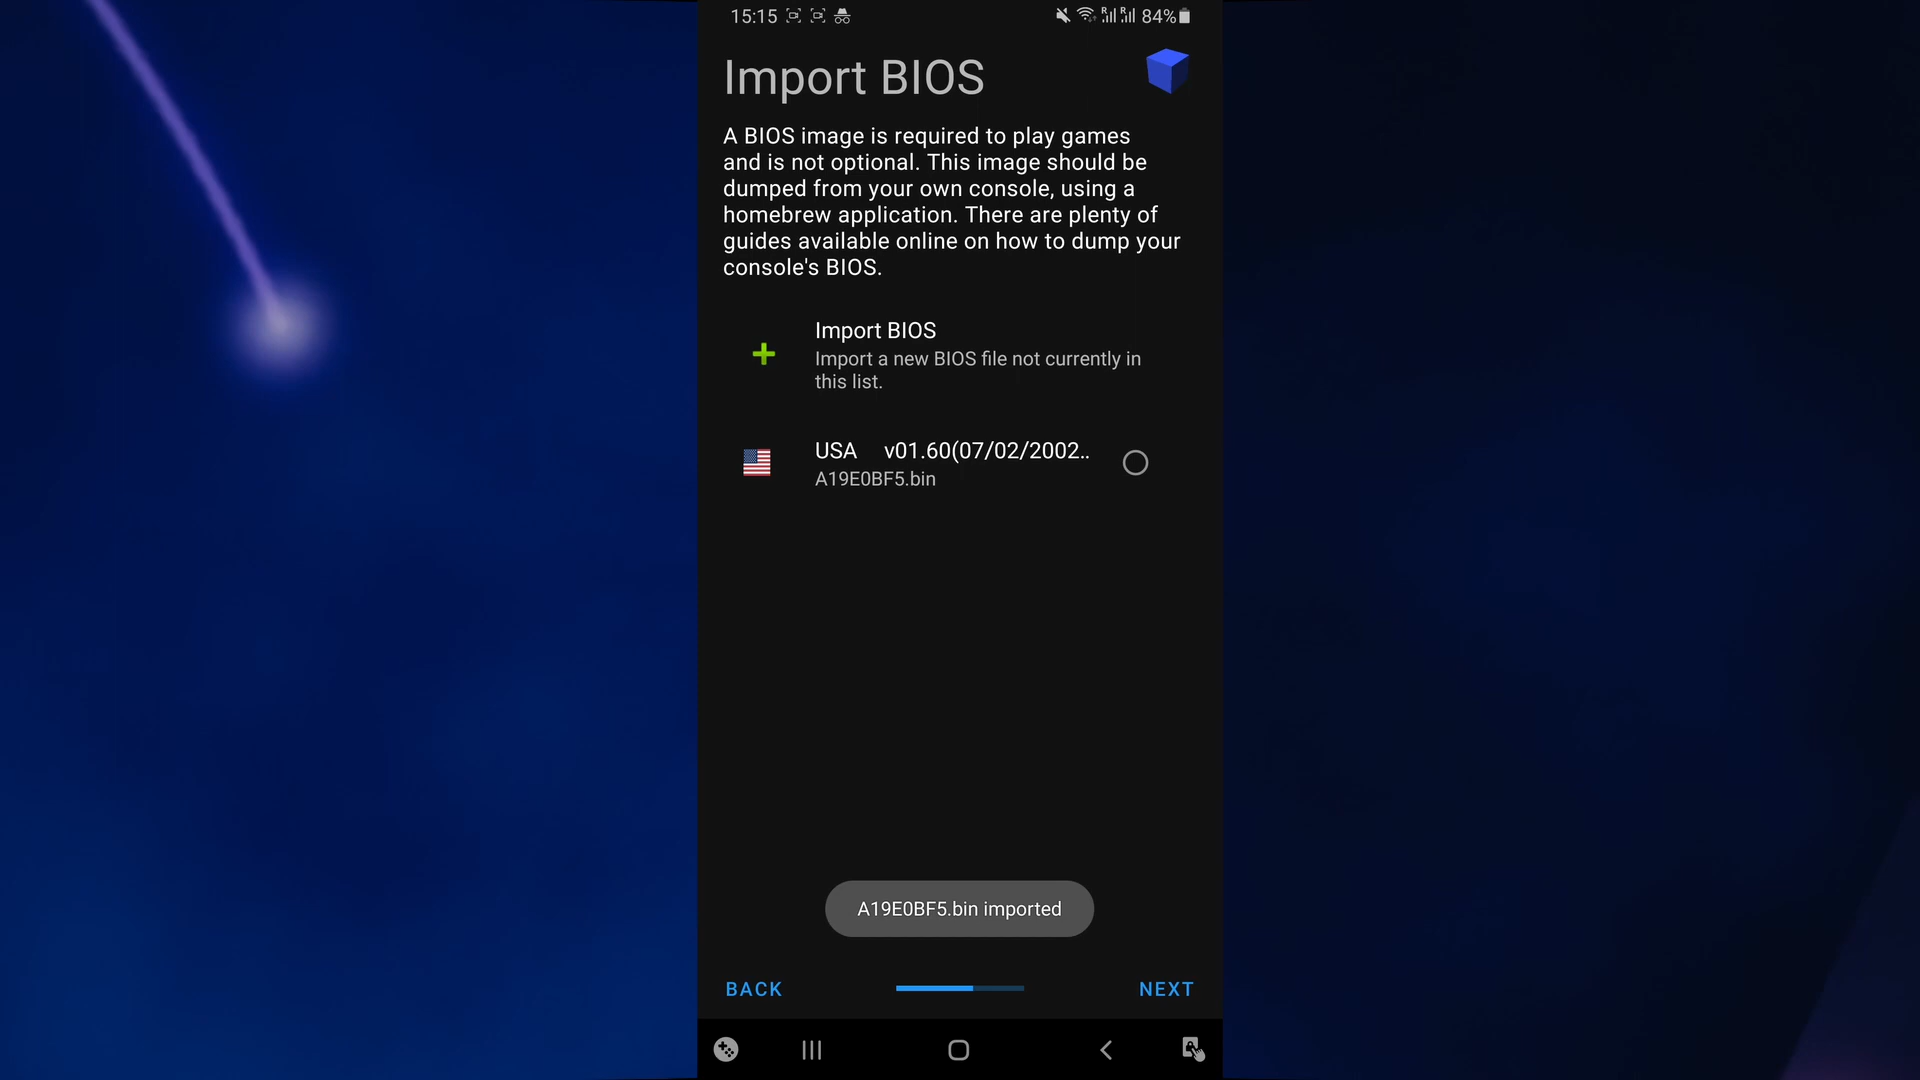 15:15
84%
Import BIOS
A BIOS image is required to play games
and is not optional. This image should be
dumped from your own console, using a
homebrew application. There are plenty of
guides available online on how to dump your
console's BIOS.
Import BIOS
Import a new BIOS file not currently in
this list.
USA v01.60(07/02/2002..
A19E0BF5.bin
A19E0BF5.bin imported
BACK
NEXT